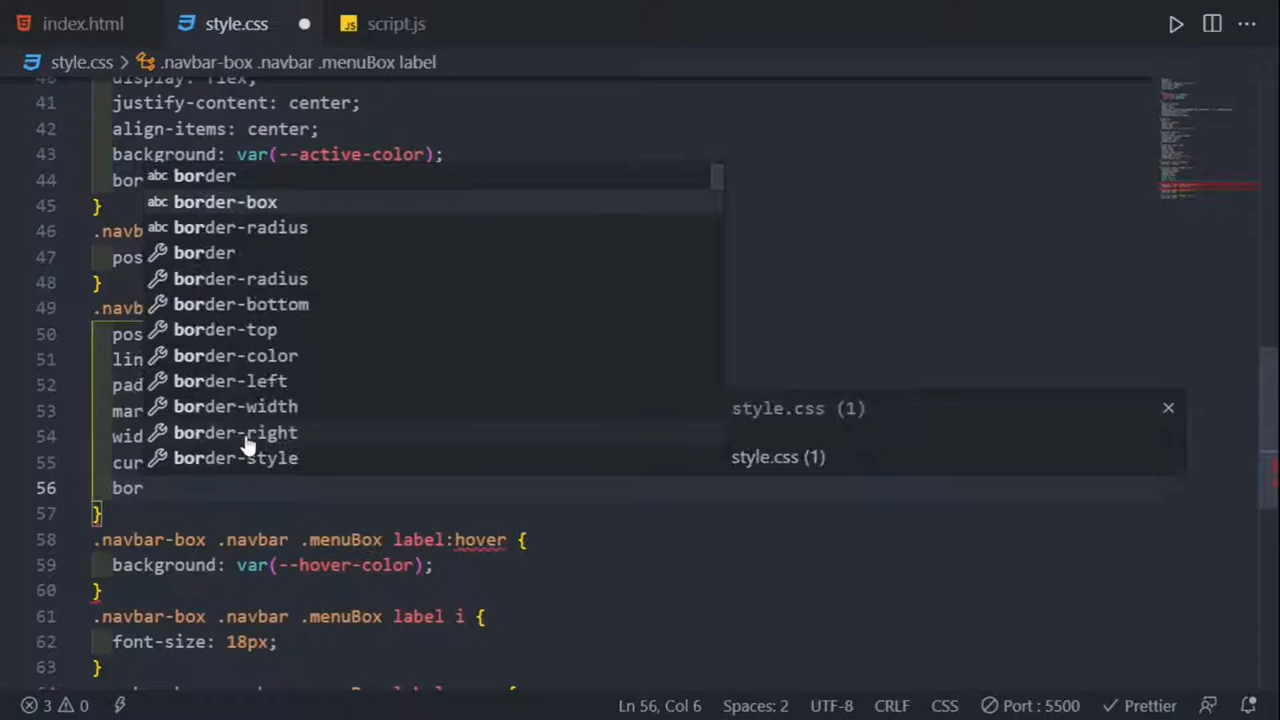 index.html style.css script.js
style.css .navbar-box .navbar .menuBox label
40 display: flex;
41 justify-content: center;
42 align-items: center;
43 background: var(--active-color);
44 bor
abc border
45 }
abc border-box
46 .navb
abc border-radius
47 pos
border
48 }
border-radius
49 .navb
border-bottom
50 pos
border-top
51 lin
border-color
52 pad
border-left
53 mar
border-width
style.css (1)
54 wid
border-right
55 cur
border-style
style.css (1)
56 bor
57 }
58 .navbar-box .navbar .menuBox label:hover {
59 background: var(--hover-color);
60 }
61 .navbar-box .navbar .menuBox label i {
62 font-size: 18px;
63 }
3 0 Ln 56, Col 6 Spaces: 2 UTF-8 CRLF CSS Port : 5500 Prettier